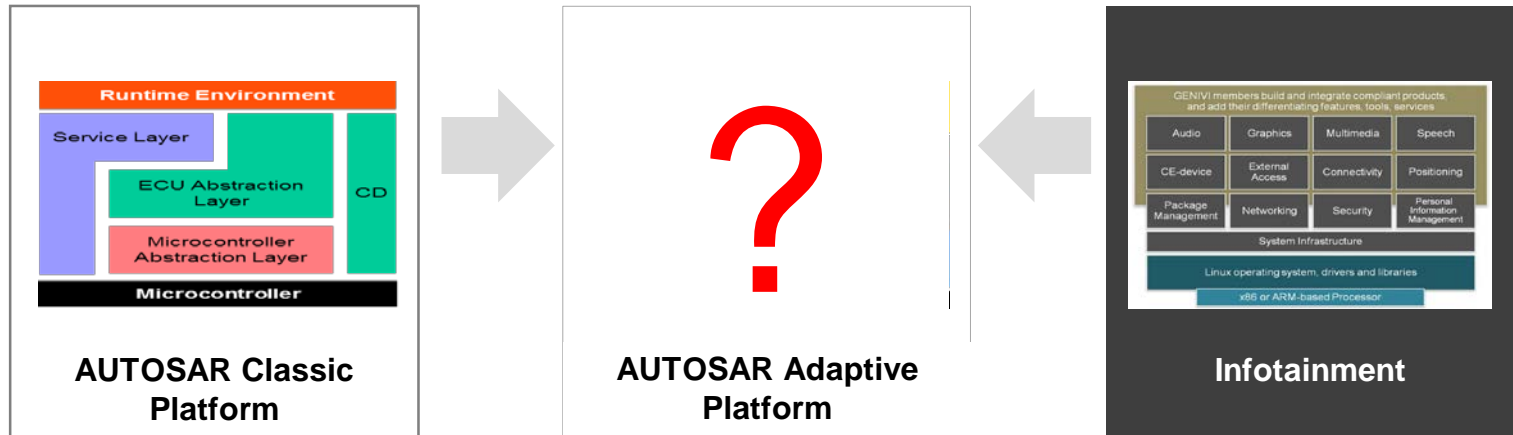 Runtime Environment
Service Layer
ECU Abstraction
Layer
CD
Microcontroller
Abstraction Layer
Microcontroller
AUTOSAR Classic
Platform
?
AUTOSAR Adaptive
Platform
GENIVI members build and integrate compliant products,
and add their differentiating features, tools, services
Audio
Graphics
Multimedia
Speech
CE-device
External
Access
Connectivity
Positioning
Package
Management
Networking
Security
Personal
Information
Management
System Infrastructure
Linux operating system, drivers and libraries
x86 or ARM-based Processor
Infotainment